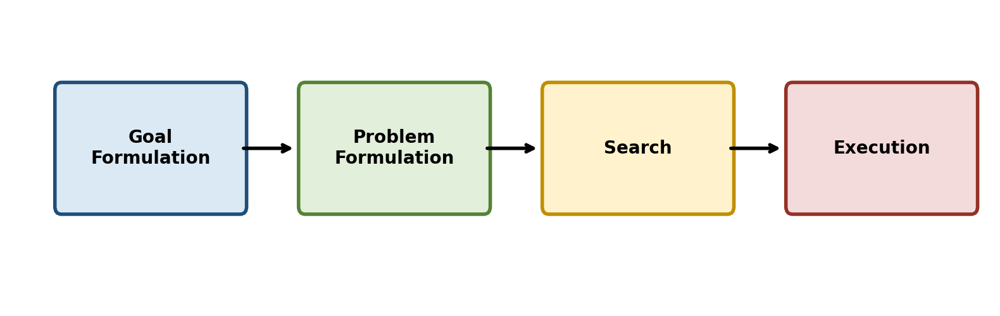 Goal
Formulation
Problem
Formulation
Search
Execution